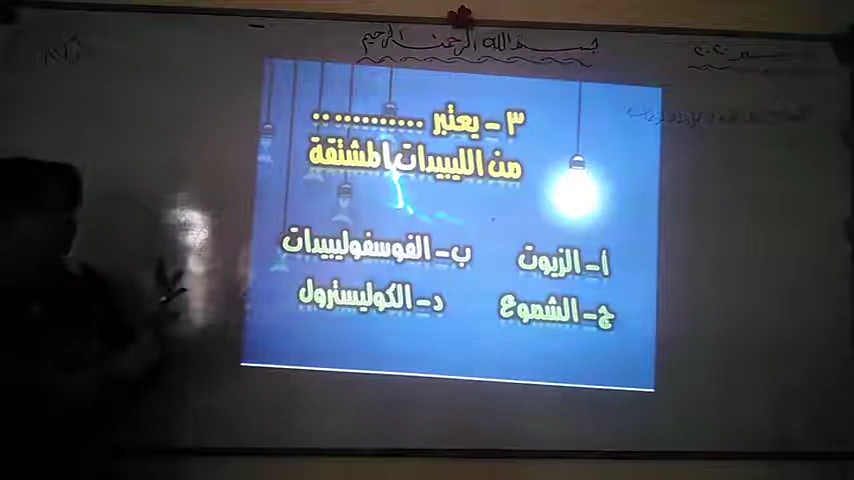 بسم الله الرحمن الرحيم
٣ - يعتبر ...........
من الليبيدات المشتقة
أ - الزيوت
ب - الفوسفوليبيدات
ج - الشموع
د - الكوليسترول